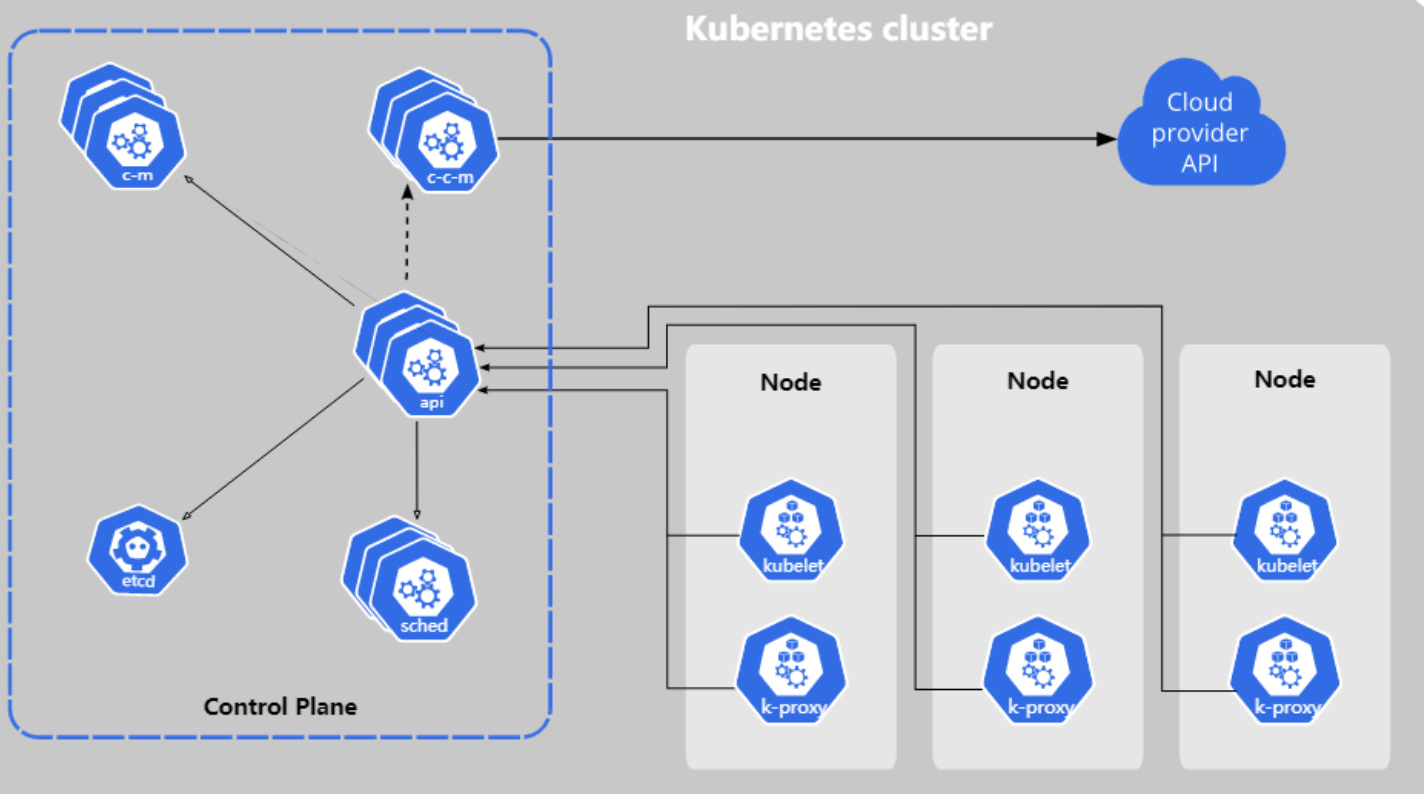 Kubernetes cluster
c-m
c-c-m
Cloud
provider
API
api
etcd
sched
Control Plane
Node
kubelet
k-proxy
Node
kubelet
k-proxy
Node
kubelet
k-proxy